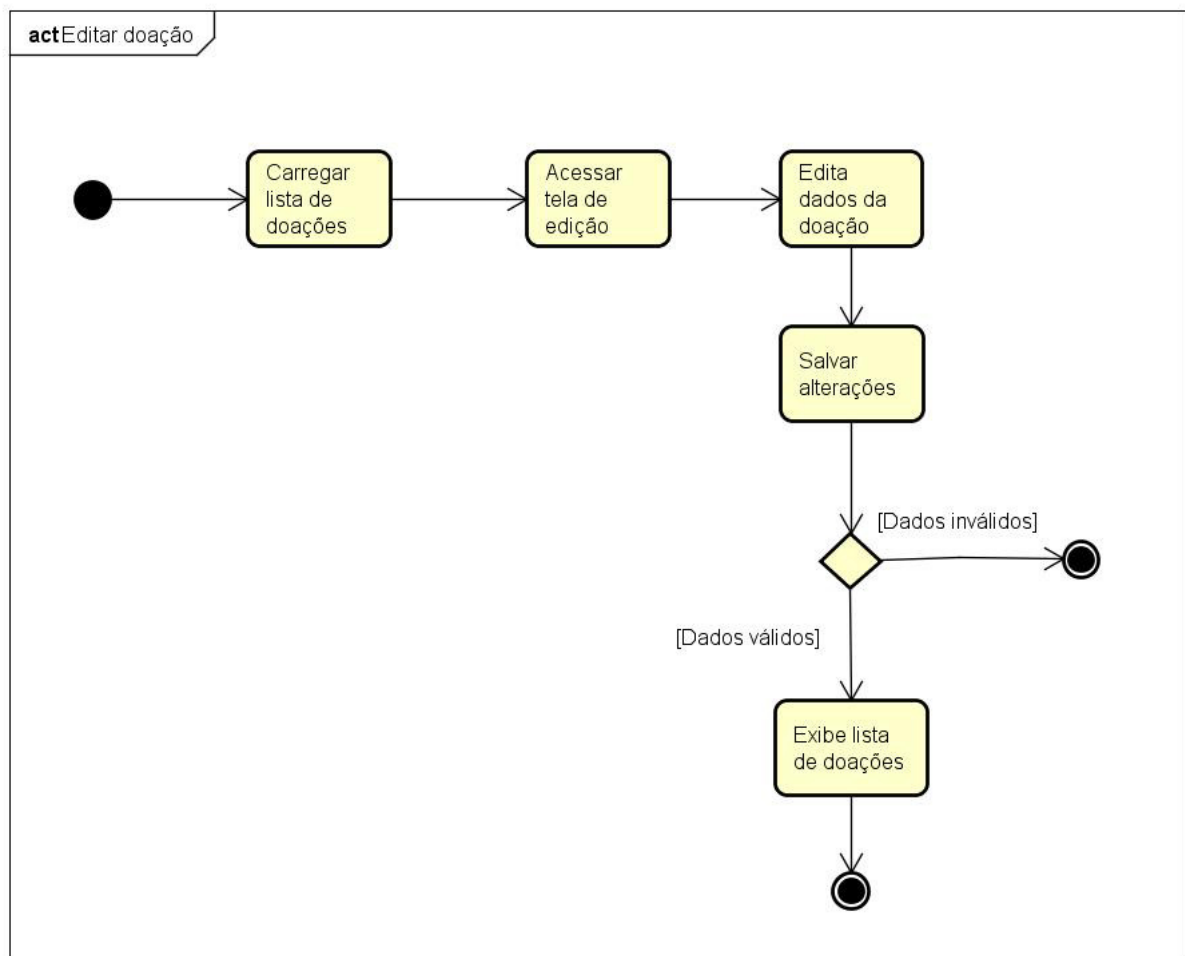 act Editar doação
Carregar
lista de
doações
Acessar
tela de
edição
Edita
dados da
doação
Salvar
alterações
[Dados inválidos]
[Dados válidos]
Exibe lista
de doações